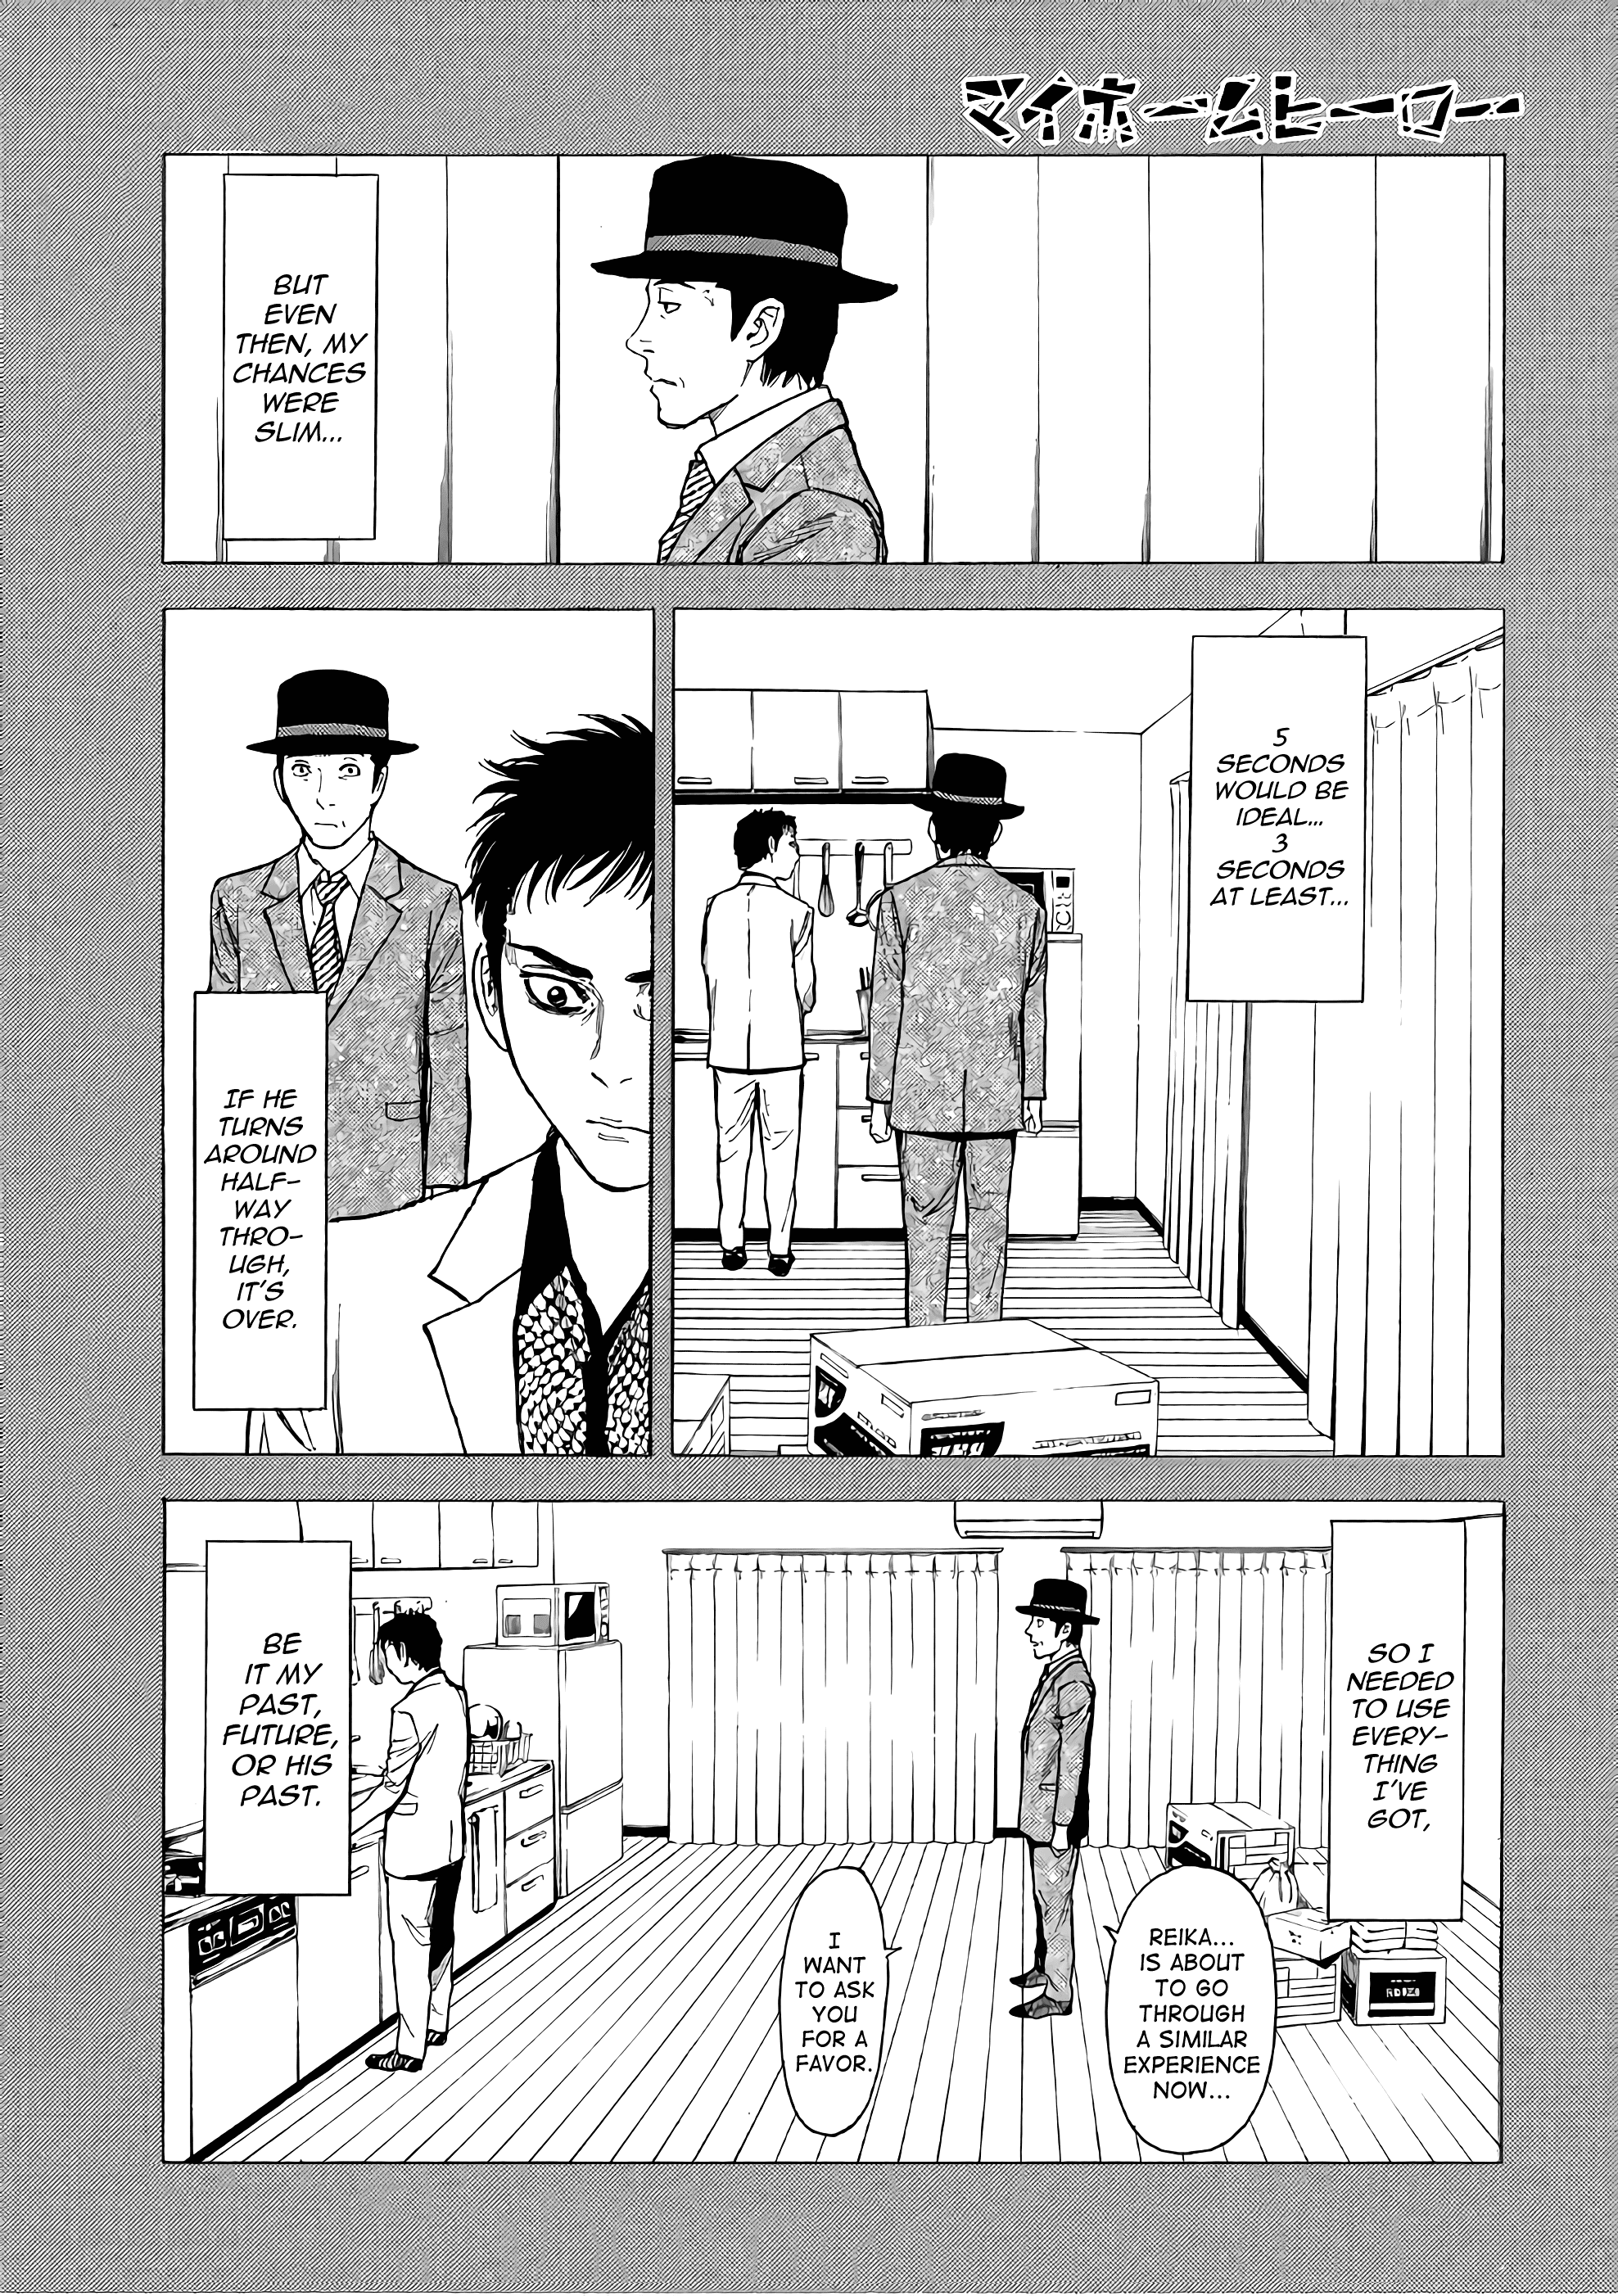 マイホームヒーロー
BUT
EVEN
THEN, MY
CHANCES
WERE
SLIM...
5
SECONDS
WOULD BE
IDEAL...
3
SECONDS
AT LEAST...
IF HE
TURNS
AROUND
HALF-
WAY
THRO-
UGH,
IT'S
OVER.
SO I
NEEDED
TO USE
EVERY-
THING
I'VE
GOT,
BE
IT MY
PAST,
FUTURE,
OR HIS
PAST.
REIKA...
IS ABOUT
TO GO
THROUGH
A SIMILAR
EXPERIENCE
NOW...
I
WANT
TO ASK
YOU
FOR A
FAVOR.